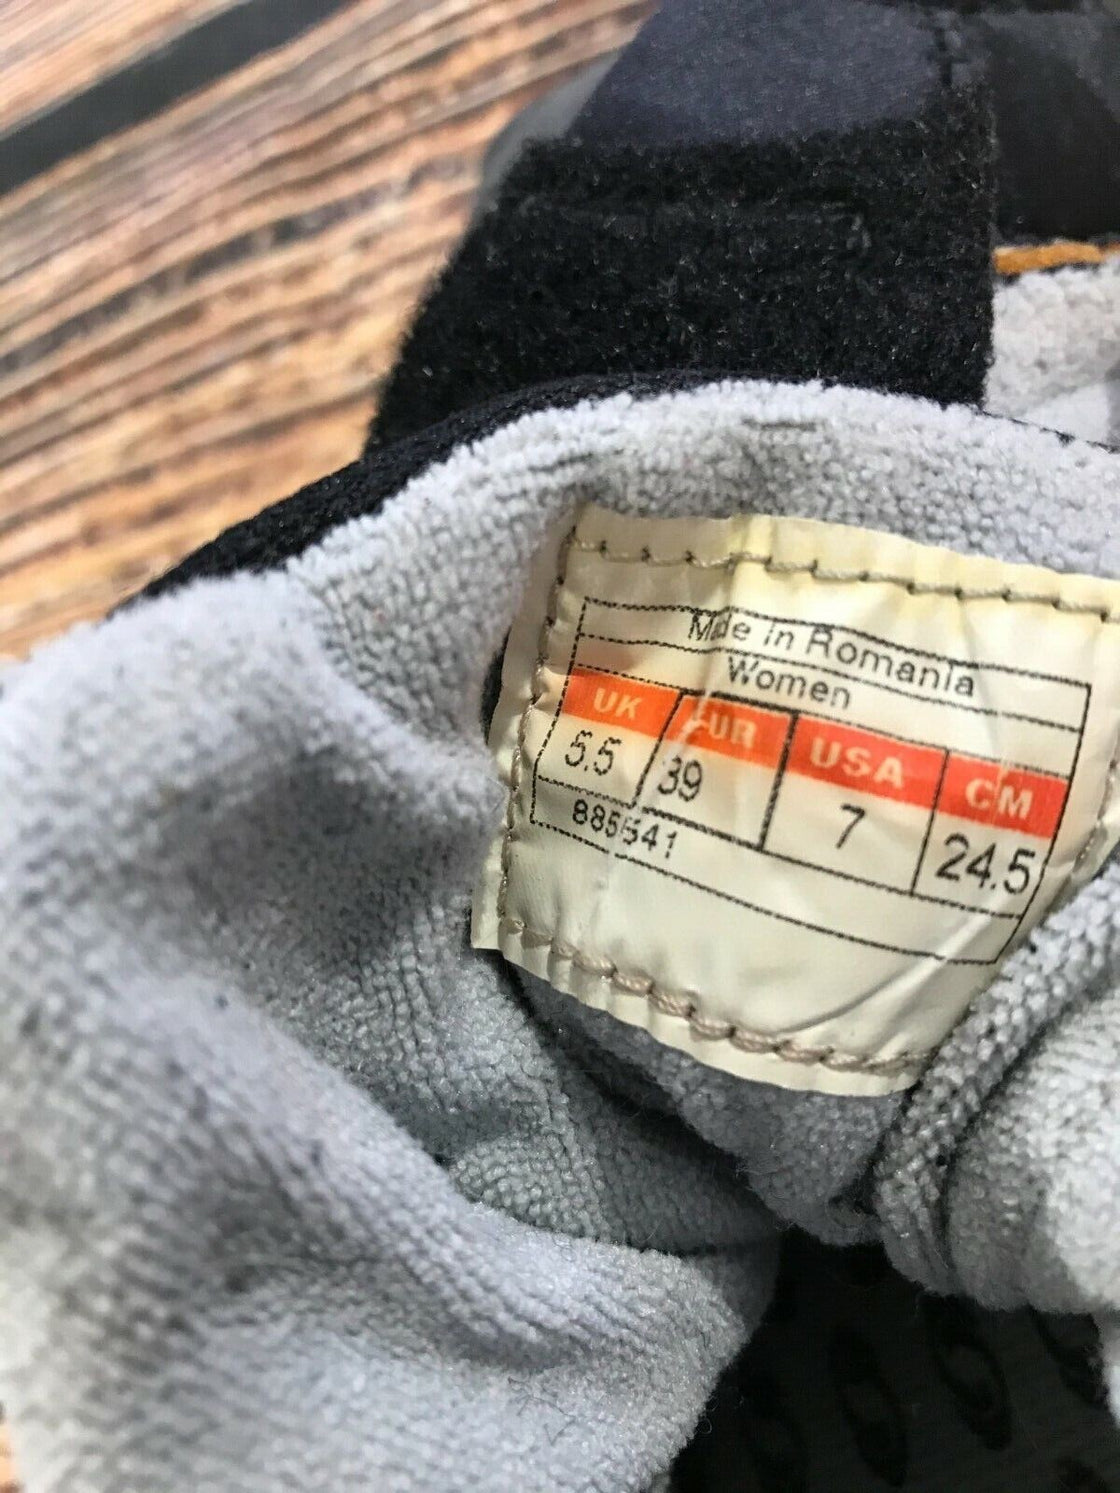 Made in Romania
Women
UK EUR USA CM
5.5 39 7 24.5
885541